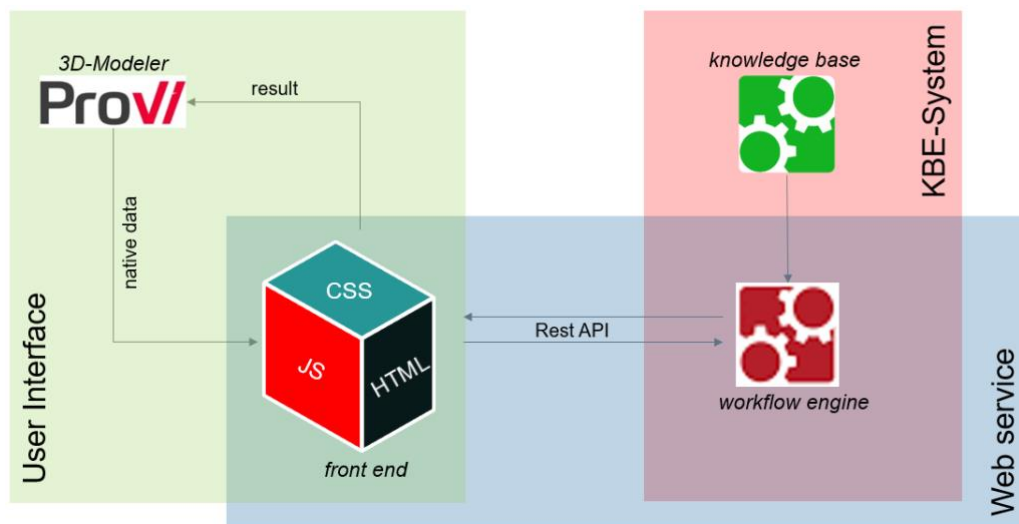 3D-Modeler
ProVi
result
native data
User Interface
CSS
JS
HTML
front end
Rest API
knowledge base
KBE-System
workflow engine
Web service